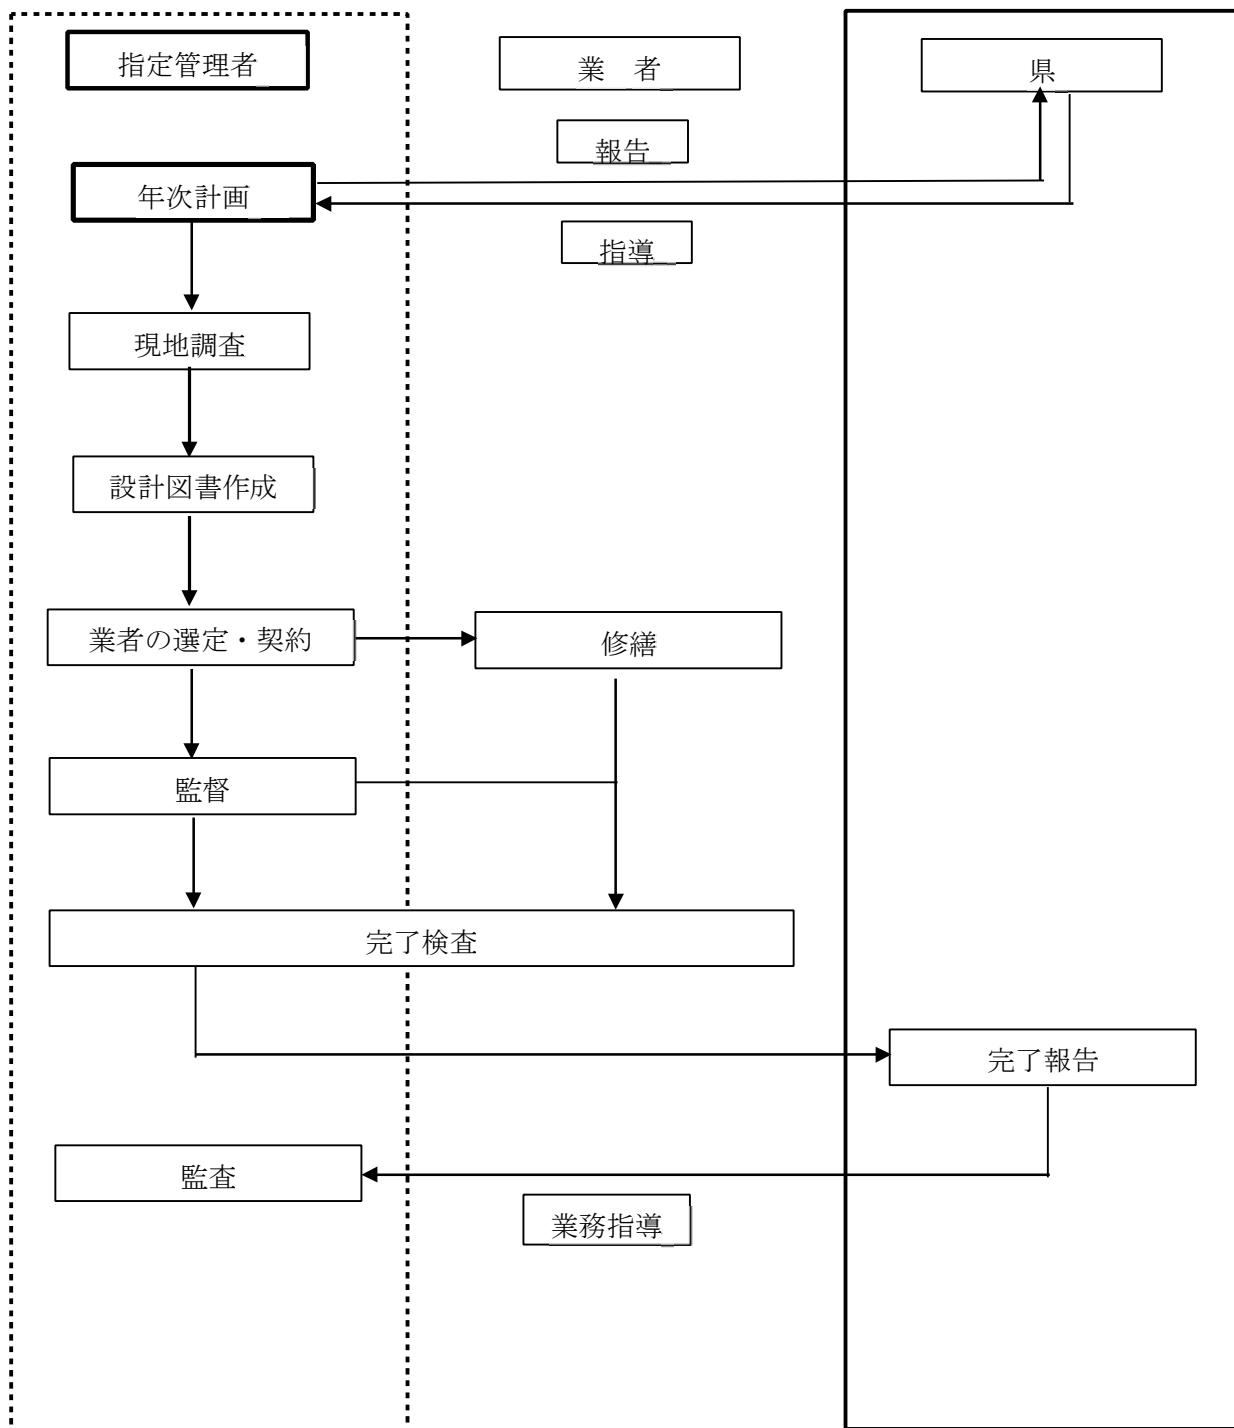 指定管理者
業　者
県
報告
年次計画
指導
現地調査
設計図書作成
業者の選定・契約
修繕
監督
完了検査
完了報告
監査
業務指導